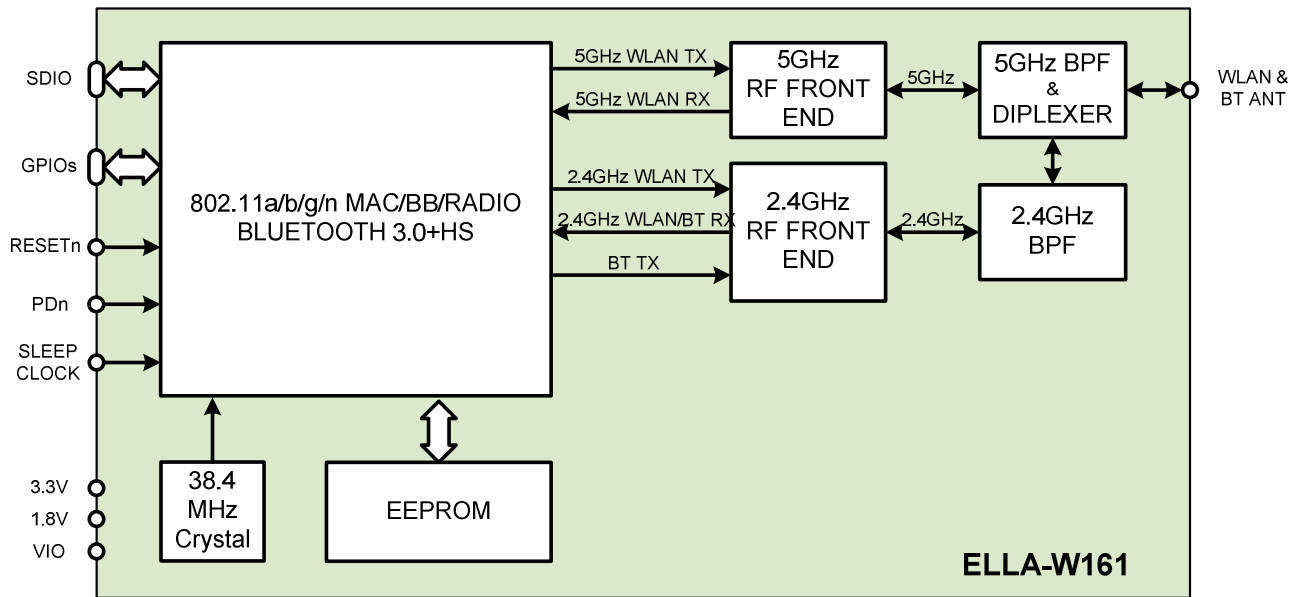 SDIO
GPIOs
RESETn
PDn
SLEEP
CLOCK
3.3V
1.8V
VIO
802.11a/b/g/n MAC/BB/RADIO
BLUETOOTH 3.0+HS
38.4
MHz
Crystal
EEPROM
5GHz WLAN TX
5GHz WLAN RX
2.4GHz WLAN TX
2.4GHz WLAN/BT RX
BT TX
5GHz
RF FRONT
END
2.4GHz
RF FRONT
END
5GHz
2.4GHz
5GHz BPF
&
DIPLEXER
2.4GHz
BPF
WLAN &
BT ANT
ELLA-W161